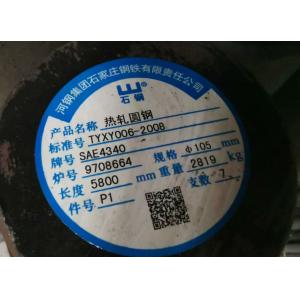 河钢集团石家庄钢铁有限责任公司
石钢
产品名称 热轧圆钢
标准号 TYXY006-2008
牌号 SAE4340 规格 Φ105 mm
炉号 9708664 重量 2819 kg
长度 5800 mm 支数 7
件号 P1